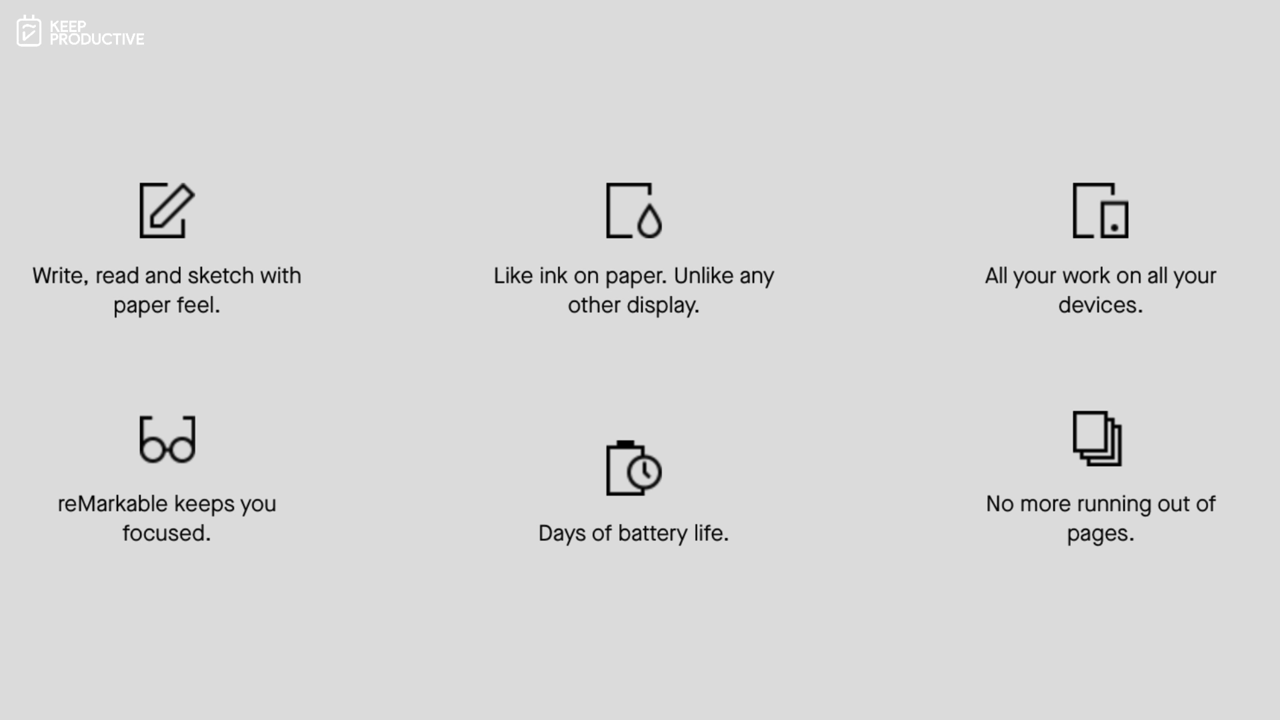 KEEP
PRODUCTIVE
Write, read and sketch with
paper feel.
Like ink on paper. Unlike any
other display.
All your work on all your
devices.
reMarkable keeps you
focused.
Days of battery life.
No more running out of
pages.